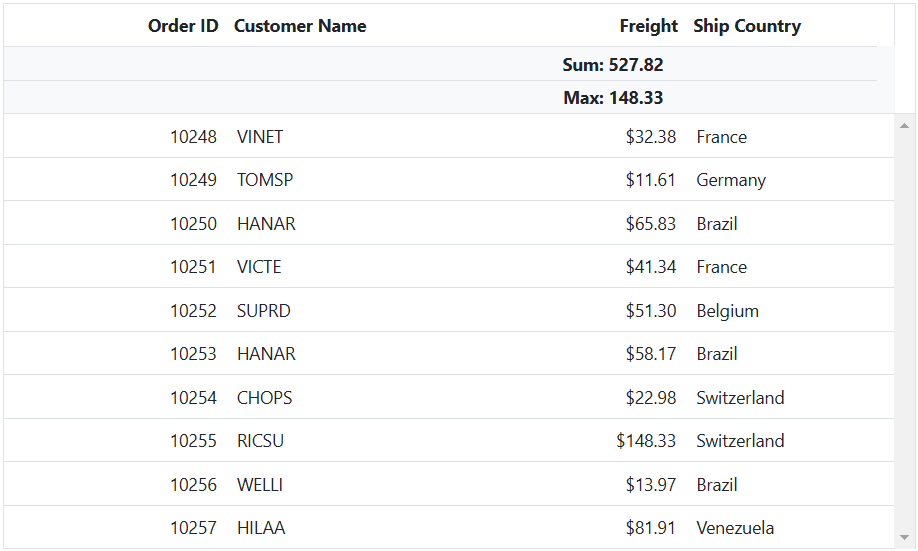 Order ID Customer Name Freight Ship Country
Sum: 527.82
Max: 148.33
10248 VINET $32.38 France
10249 TOMSP $11.61 Germany
10250 HANAR $65.83 Brazil
10251 VICTE $41.34 France
10252 SUPRD $51.30 Belgium
10253 HANAR $58.17 Brazil
10254 CHOPS $22.98 Switzerland
10255 RICSU $148.33 Switzerland
10256 WELLI $13.97 Brazil
10257 HILAA $81.91 Venezuela